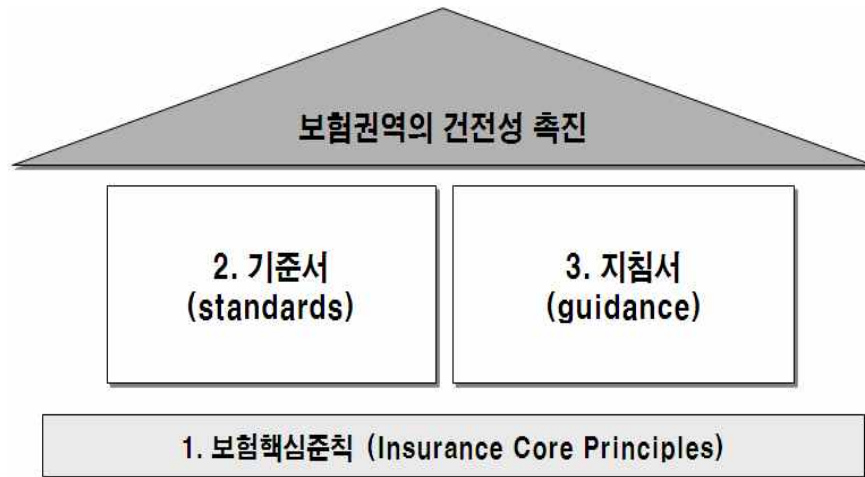 보험권역의 건전성 촉진
2. 기준서
(standards)
3. 지침서
(guidance)
1. 보험핵심준칙 (Insurance Core Principles)